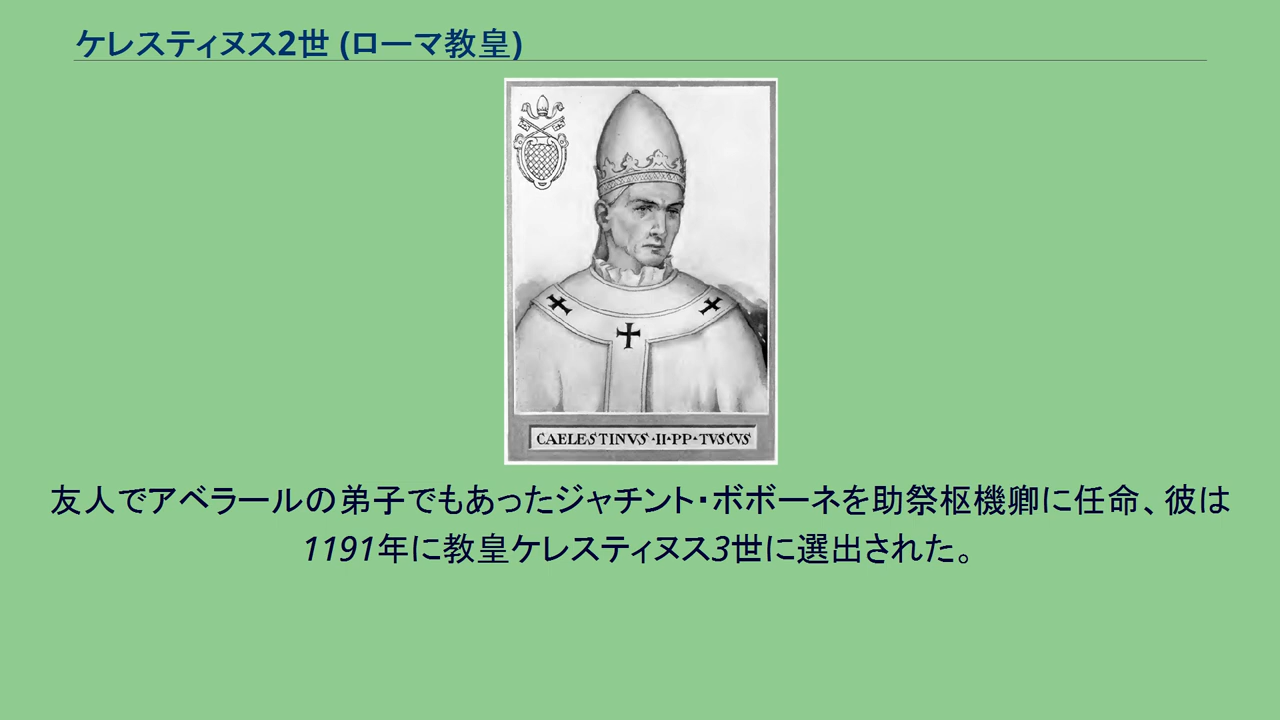 ケレスティヌス2世 (ローマ教皇)
CAELESTINVS·II·PP·TVSCVS
友人でアベラールの弟子でもあったジャチント・ボボーネを助祭枢機卿に任命、彼は
1191年に教皇ケレスティヌス3世に選出された。